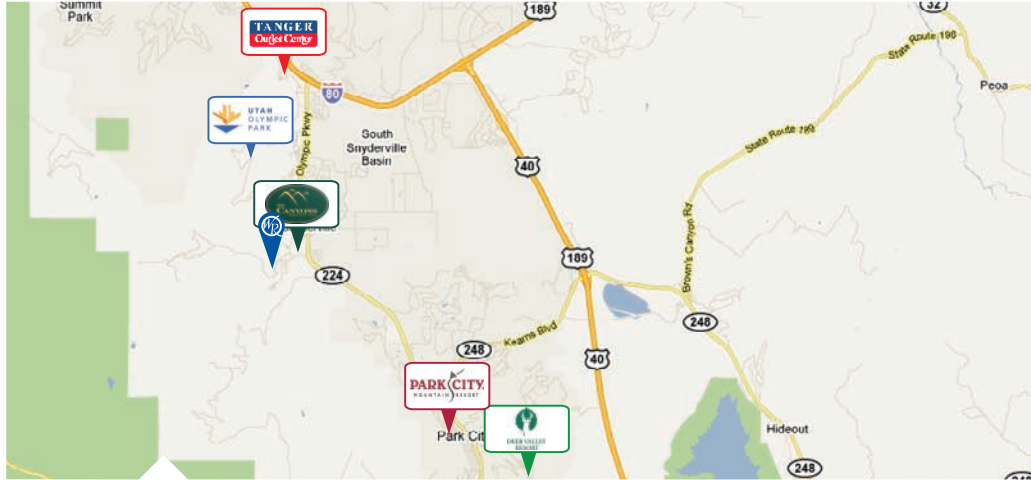 Summit
Park
189
32
TANGER
Outlet Center
State Route 196
Peoa
80
UTAH
OLYMPIC
PARK
Olympic Pkwy
South
Snyderville
Basin
State Route 789
40
CANYONS
Brown's Canyon Rd
189
224
248
Kearns Blvd
248
40
PARK CITY
MOUNTAIN RESORT
Park Cit
DEER VALLEY
RESORT
Hideout
248